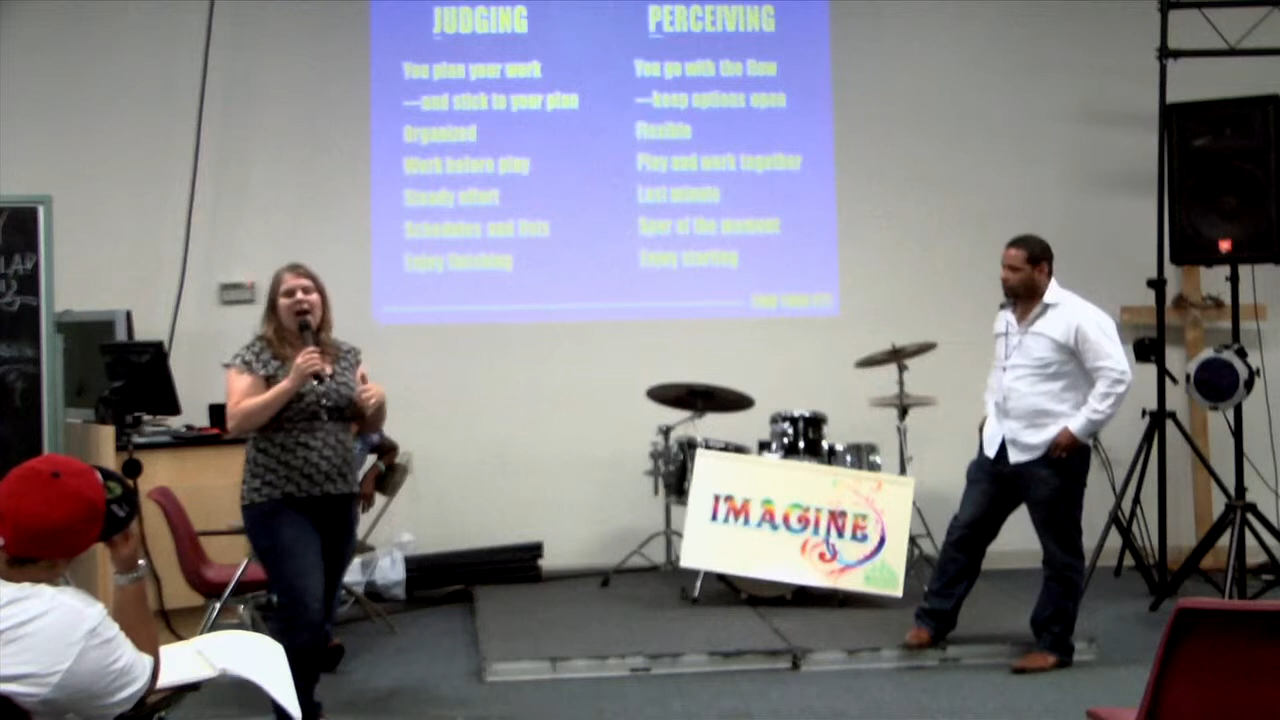 JUDGING
You plan your work
—and stick to your plan
Organized
Work before play
Steady effort
Schedules and lists
Enjoy finishing
PERCEIVING
You go with the flow
—keep options open
Flexible
Play and work together
Last minute
Spur of the moment
Enjoy starting
IMAGINE